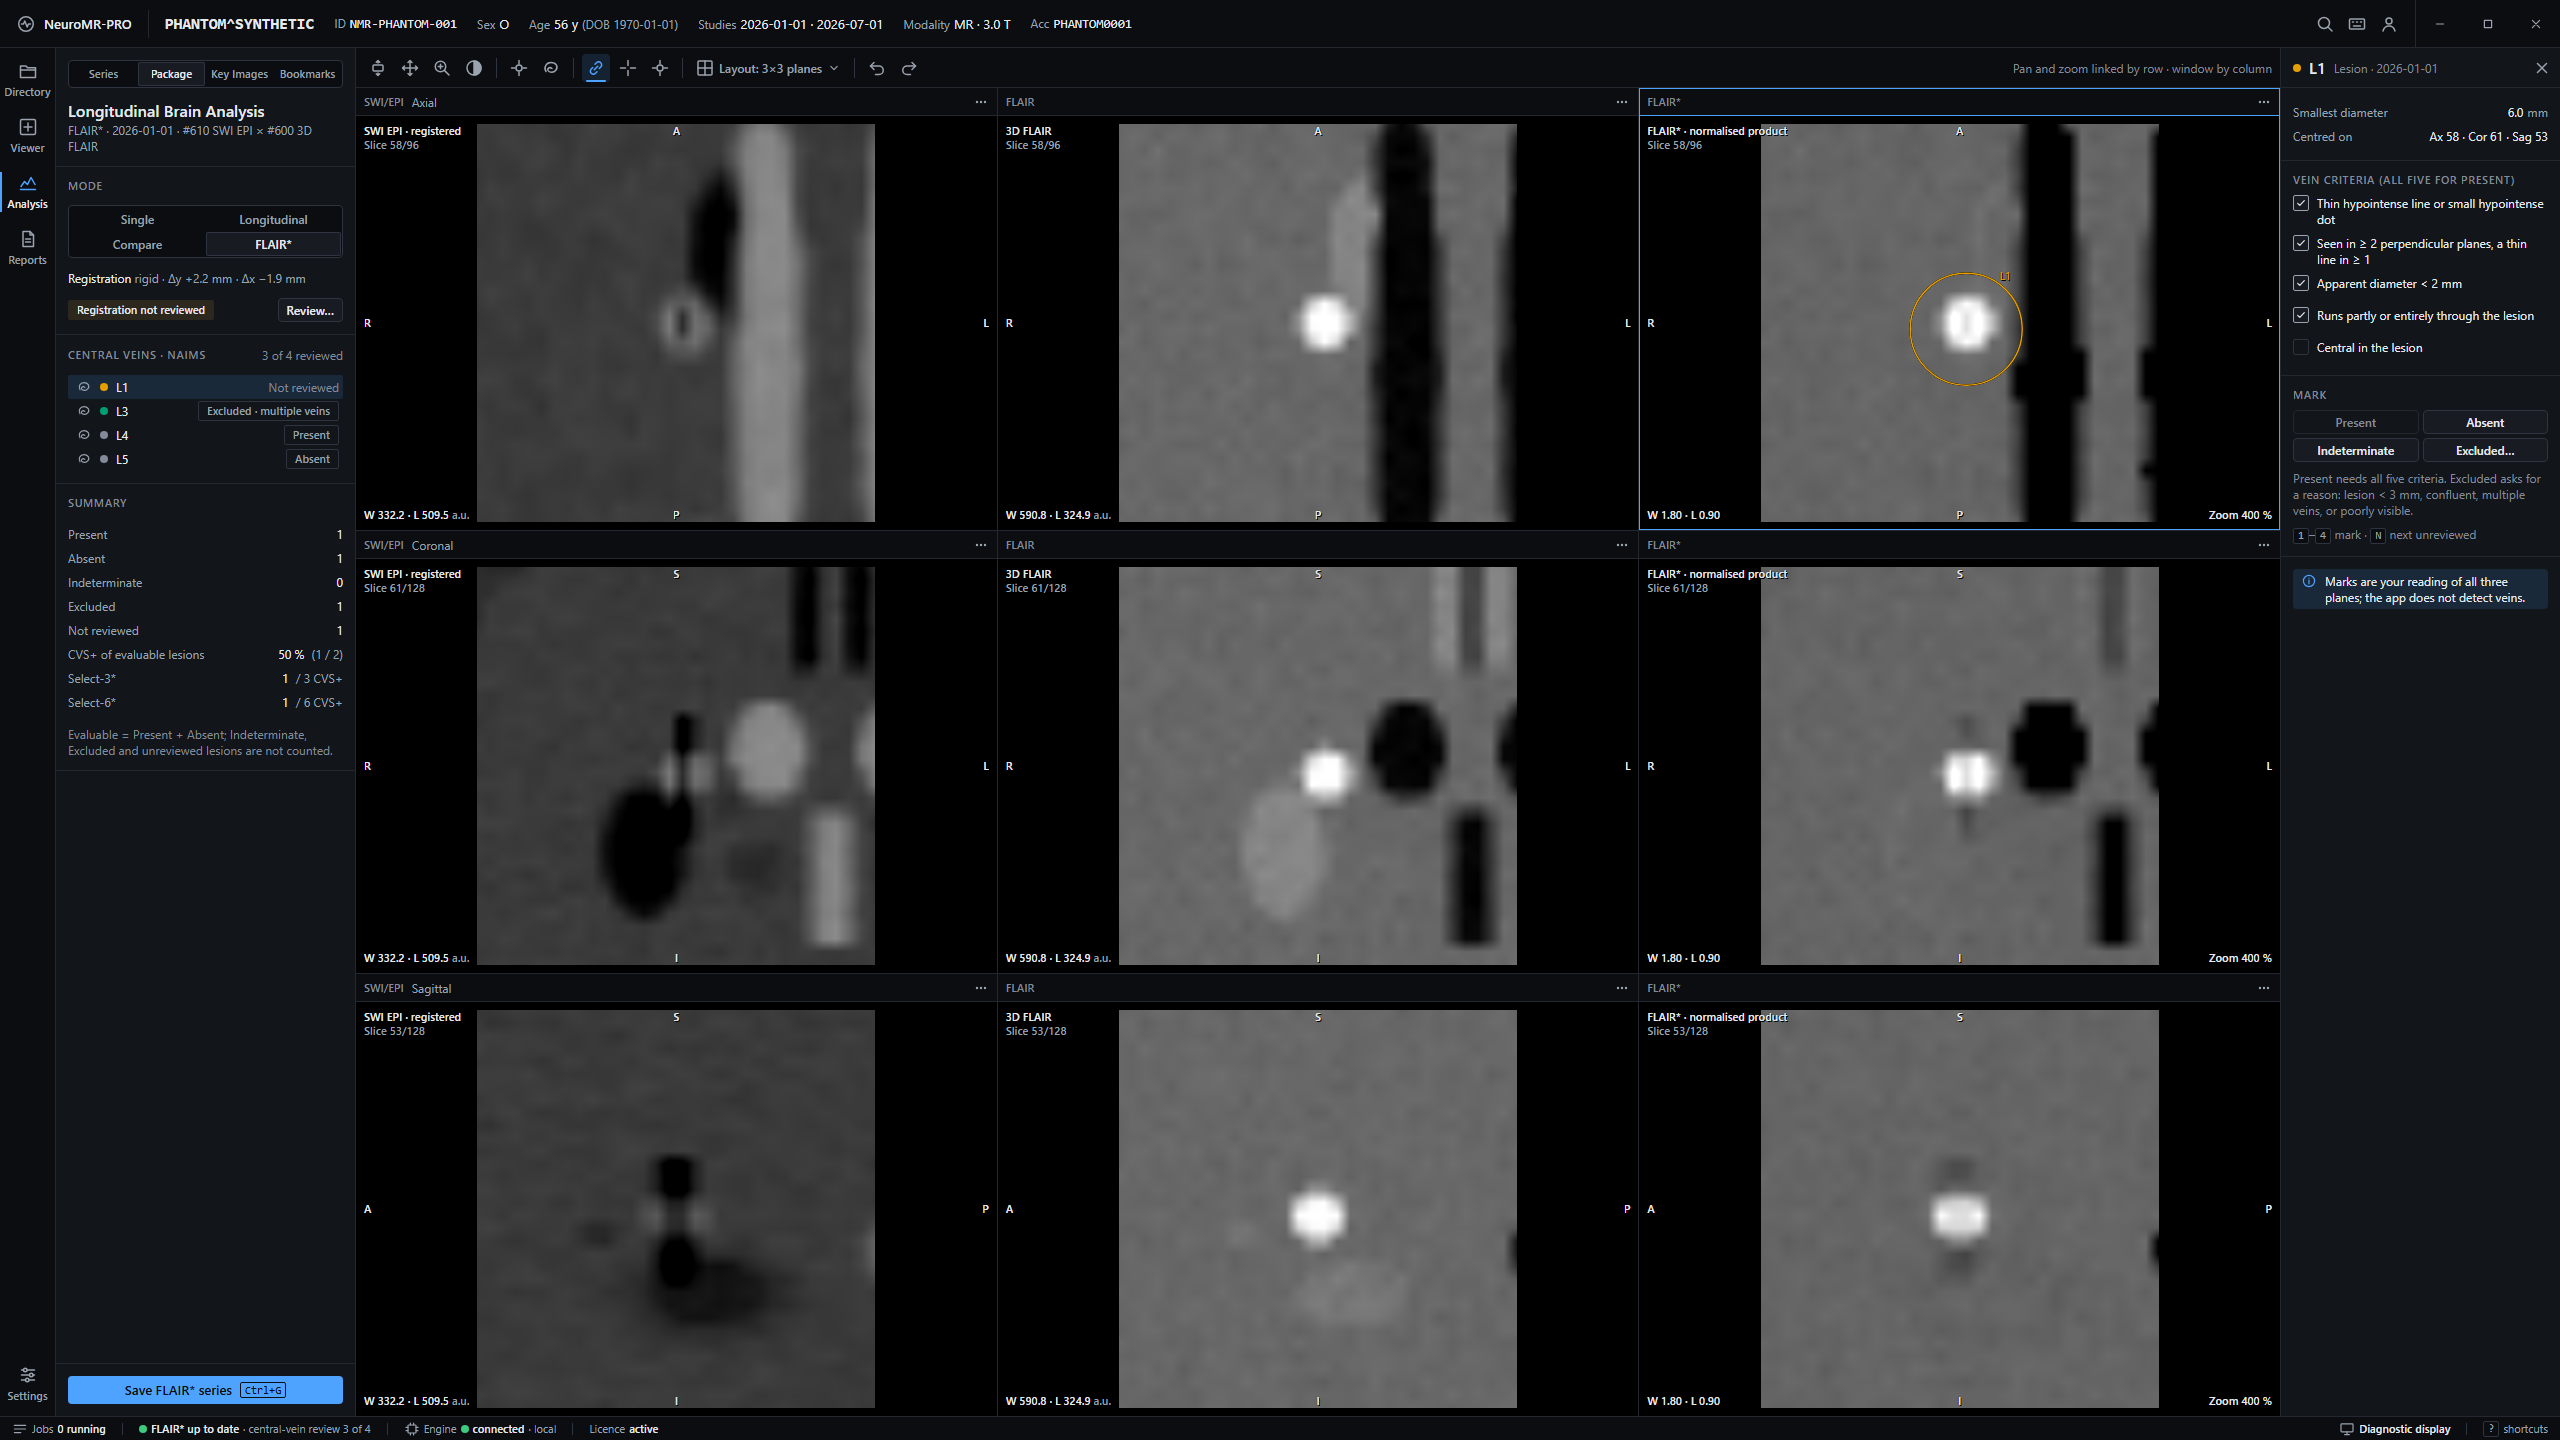 NeuroMR-PRO
PHANTOM^SYNTHETIC
ID NMR-PHANTOM-001
Sex O
Age 56 y (DOB 1970-01-01)
Studies 2026-01-01 · 2026-07-01
Modality MR · 3.0 T
Acc PHANTOM0001
Directory
Viewer
Analysis
Reports
Settings
Series
Package
Key Images
Bookmarks
Longitudinal Brain Analysis
FLAIR* · 2026-01-01 · #610 SWI EPI × #600 3D
FLAIR
MODE
Single
Longitudinal
Compare
FLAIR*
Registration rigid · Δy +2.2 mm · Δx −1.9 mm
Registration not reviewed
Review...
CENTRAL VEINS · NAIMS
3 of 4 reviewed
L1 Not reviewed
L3 Excluded · multiple veins
L4 Present
L5 Absent
SUMMARY
Present 1
Absent 1
Indeterminate 0
Excluded 1
Not reviewed 1
CVS+ of evaluable lesions 50 % (1 / 2)
Select-3* 1 / 3 CVS+
Select-6* 1 / 6 CVS+
Evaluable = Present + Absent; Indeterminate,
Excluded and unreviewed lesions are not counted.
Save FLAIR* series Ctrl+G
Layout: 3×3 planes
Pan and zoom linked by row · window by column
SWI/EPI Axial
SWI EPI · registered
Slice 58/96
A
R
L
P
W 332.2 · L 509.5 a.u.
FLAIR
3D FLAIR
Slice 58/96
A
R
L
P
W 590.8 · L 324.9 a.u.
FLAIR*
FLAIR* · normalised product
Slice 58/96
A
L1
R
L
P
W 1.80 · L 0.90
Zoom 400 %
SWI/EPI Coronal
SWI EPI · registered
Slice 61/128
S
R
L
I
W 332.2 · L 509.5 a.u.
FLAIR
3D FLAIR
Slice 61/128
S
R
L
I
W 590.8 · L 324.9 a.u.
FLAIR*
FLAIR* · normalised product
Slice 61/128
S
R
L
I
W 1.80 · L 0.90
Zoom 400 %
SWI/EPI Sagittal
SWI EPI · registered
Slice 53/128
S
A
P
I
W 332.2 · L 509.5 a.u.
FLAIR
3D FLAIR
Slice 53/128
S
A
P
I
W 590.8 · L 324.9 a.u.
FLAIR*
FLAIR* · normalised product
Slice 53/128
S
A
P
I
W 1.80 · L 0.90
Zoom 400 %
L1 Lesion · 2026-01-01
Smallest diameter 6.0 mm
Centred on Ax 58 · Cor 61 · Sag 53
VEIN CRITERIA (ALL FIVE FOR PRESENT)
Thin hypointense line or small hypointense
dot
Seen in ≥ 2 perpendicular planes, a thin
line in ≥ 1
Apparent diameter < 2 mm
Runs partly or entirely through the lesion
Central in the lesion
MARK
Present
Absent
Indeterminate
Excluded...
Present needs all five criteria. Excluded asks for
a reason: lesion < 3 mm, confluent, multiple
veins, or poorly visible.
1 – 4 mark · N next unreviewed
Marks are your reading of all three
planes; the app does not detect veins.
Jobs 0 running
FLAIR* up to date · central-vein review 3 of 4
Engine connected · local
Licence active
Diagnostic display
? shortcuts